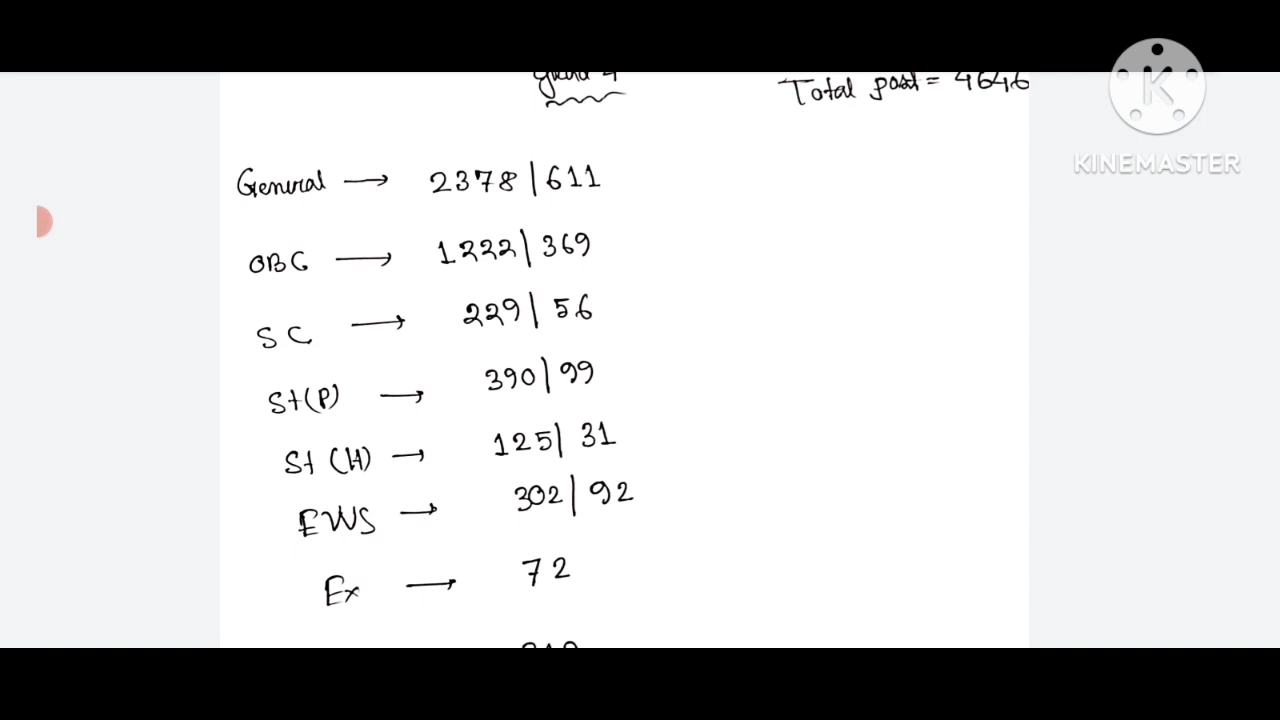 Total post = 4646
General → 2378 | 611
OBC → 1222 | 369
SC → 229 | 56
St(P) → 390 | 99
St (H) → 125 | 31
EWS → 302 | 92
Ex → 72
KINEMASTER